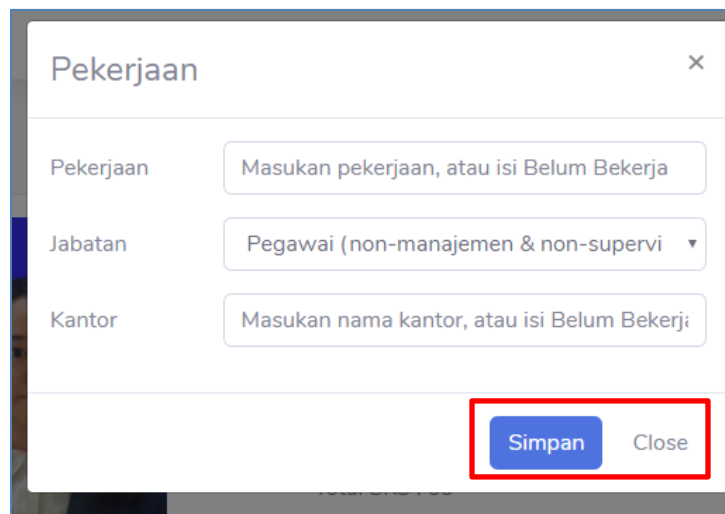 Pekerjaan ×
Pekerjaan Masukan pekerjaan, atau isi Belum Bekerja
Jabatan Pegawai (non-manajemen & non-supervi
Kantor Masukan nama kantor, atau isi Belum Bekerja
Simpan Close